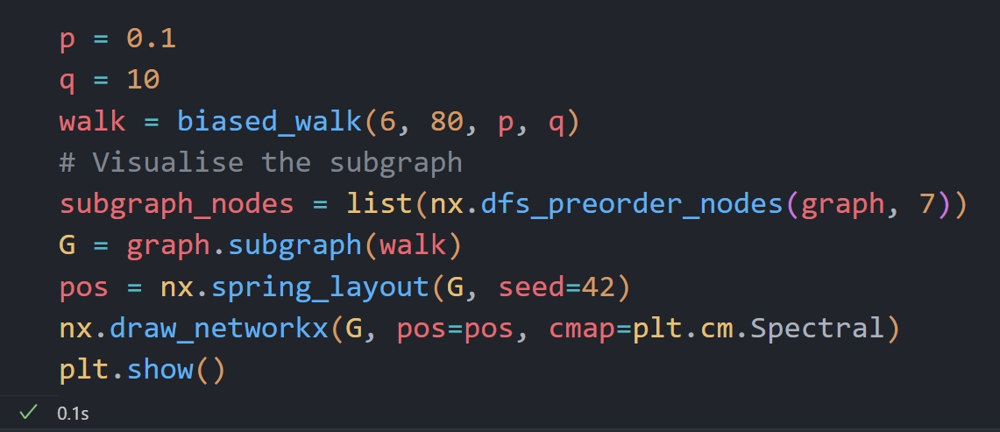 p = 0.1
q = 10
walk = biased_walk(6, 80, p, q)
# Visualise the subgraph
subgraph_nodes = list(nx.dfs_preorder_nodes(graph, 7))
G = graph.subgraph(walk)
pos = nx.spring_layout(G, seed=42)
nx.draw_networkx(G, pos=pos, cmap=plt.cm.Spectral)
plt.show()
0.1s